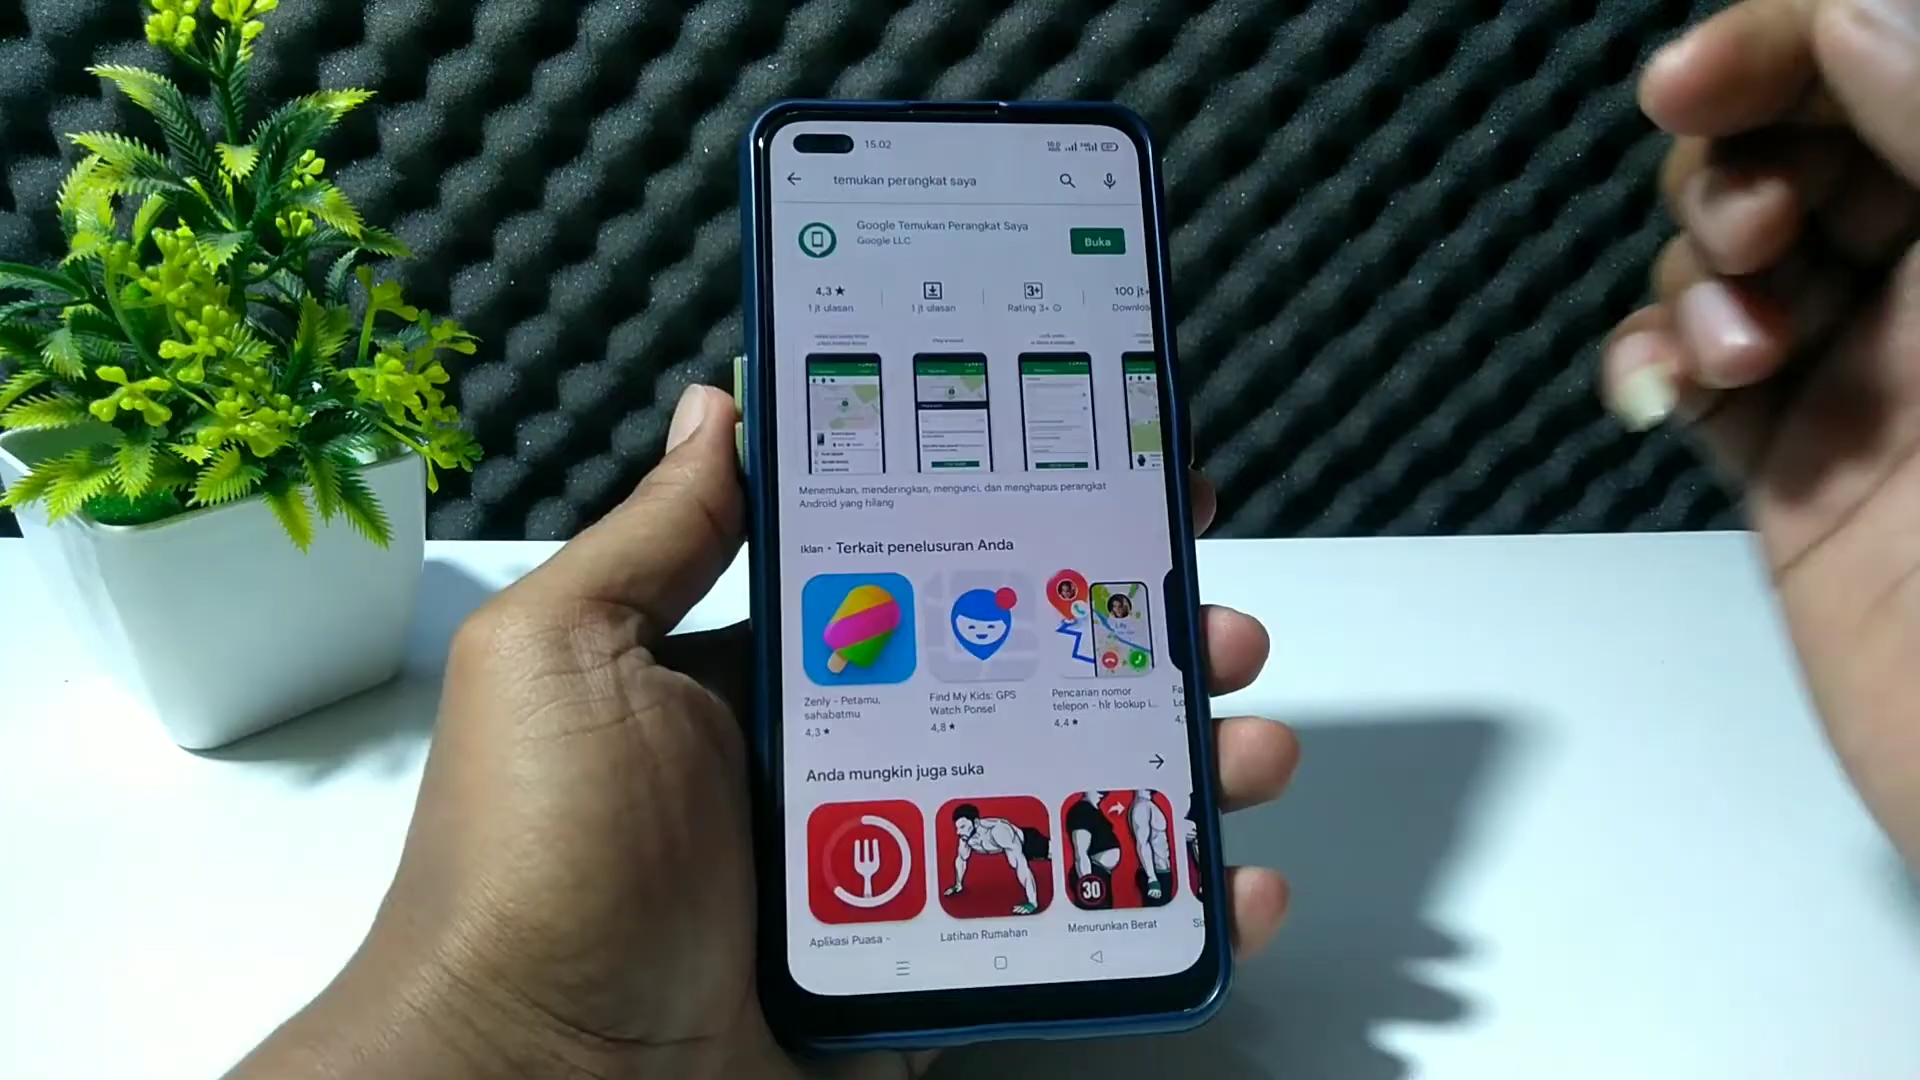 15.02
temukan perangkat saya
Google Temukan Perangkat Saya
Google LLC
Buka
4,3 ★
1 jt ulasan
1 jt ulasan
3+
Rating 3+
100 jt+
Menemukan, menderingkan, mengunci, dan menghapus perangkat
Android yang hilang
Iklan • Terkait penelusuran Anda
Zenly - Petamu,
sahabatmu
4,3 ★
Find My Kids: GPS
Watch Ponsel
4,8 ★
Pencarian nomor
telepon - hlr lookup
4,4 ★
Anda mungkin juga suka
30
Aplikasi Puasa -
Latihan Rumahan
Menurunkan Berat